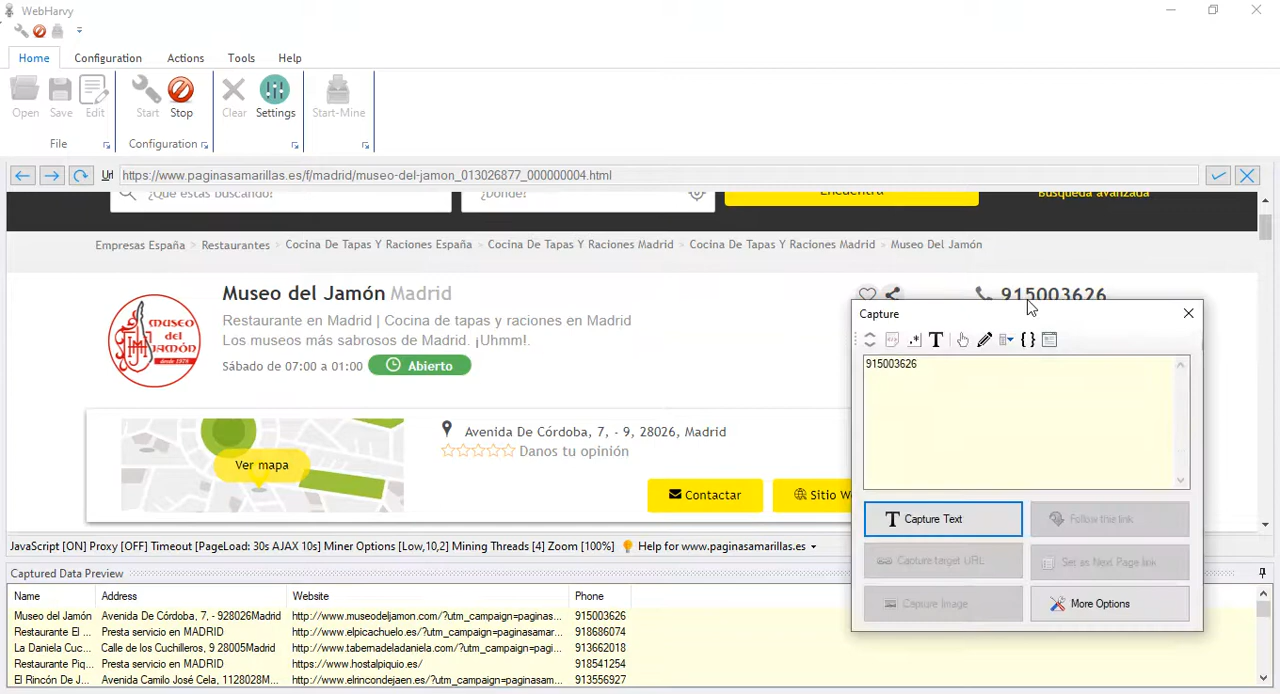 WebHarvy
Home Configuration Actions Tools Help
Open Save Edit Start Stop Clear Settings Start-Mine
File Configuration
Url https://www.paginasamarillas.es/f/madrid/museo-del-jamon_013026877_000000004.html
¿Qué estás buscando? ¿Dónde? Encuentra Búsqueda avanzada
Empresas España > Restaurantes > Cocina De Tapas Y Raciones España > Cocina De Tapas Y Raciones Madrid > Cocina De Tapas Y Raciones Madrid > Museo Del Jamón
Museo del Jamón Madrid
915003626
MUSEO
DEL
JAMÓN
desde 1978
Restaurante en Madrid | Cocina de tapas y raciones en Madrid
Los museos más sabrosos de Madrid. ¡Uhmm!.
Sábado de 07:00 a 01:00 Abierto
Ver mapa
Avenida De Córdoba, 7, - 9, 28026, Madrid
Danos tu opinión
Contactar Sitio We
Capture
T
915003626
Capture Text Follow this link
Capture target URL Set as Next Page link
Capture Image More Options
JavaScript [ON] Proxy [OFF] Timeout [PageLoad: 30s AJAX 10s] Miner Options [Low,10,2] Mining Threads [4] Zoom [100%] Help for www.paginasamarillas.es
Captured Data Preview
Name Address Website Phone
Museo del Jamón Avenida De Córdoba, 7, - 928026Madrid http://www.museodeljamon.com/?utm_campaign=paginas... 915003626
Restaurante El ... Presta servicio en MADRID http://www.elpicachuelo.es/?utm_campaign=paginasamar... 918686074
La Daniela Cuc... Calle de los Cuchilleros, 9 28005Madrid http://www.tabernadeladaniela.com/?utm_campaign=pagi... 913662018
Restaurante Piq... Presta servicio en MADRID https://www.hostalpiquio.es/ 918541254
El Rincón De J... Avenida Camilo José Cela, 1128028M... http://www.elrincondejaen.es/?utm_campaign=paginasam... 913556927